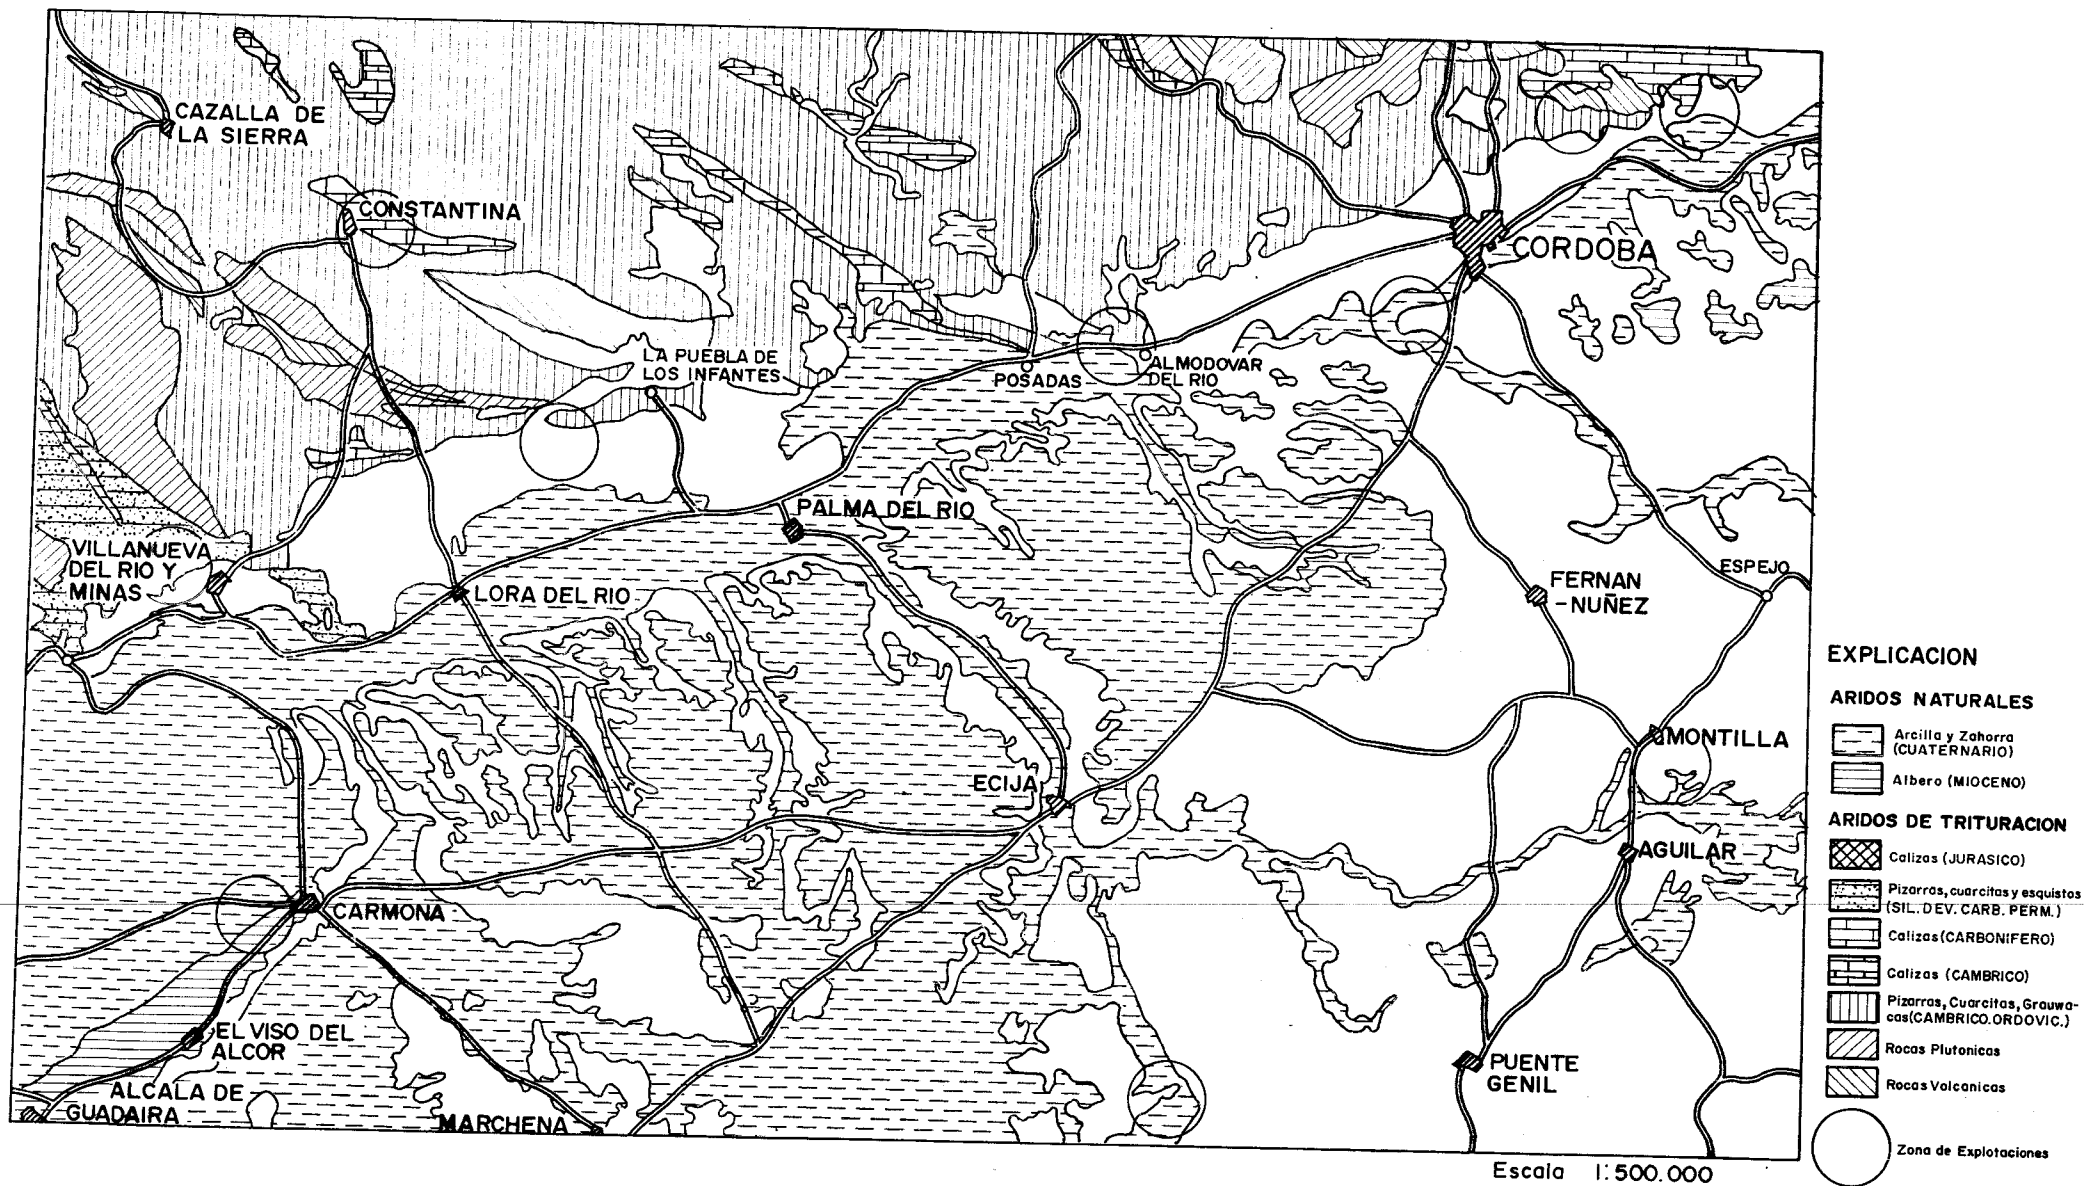 CAZALLA DE
LA SIERRA
CONSTANTINA
CORDOBA
LA PUEBLA DE
LOS INFANTES
POSADAS
ALMODOVAR
DEL RIO
PALMA DEL RIO
VILLANUEVA
DEL RIO Y
MINAS
LORA DEL RIO
FERNAN
-NUÑEZ
ESPEJO
MONTILLA
ECIJA
AGUILAR
CARMONA
EL VISO DEL
ALCOR
ALCALA DE
GUADAIRA
MARCHENA
PUENTE
GENIL
EXPLICACION
ARIDOS NATURALES
Arcilla y Zahorra
(CUATERNARIO)
Albero (MIOCENO)
ARIDOS DE TRITURACION
Calizas (JURASICO)
Pizarras, cuarcitas y esquistos
(SIL. DEV. CARB. PERM.)
Calizas (CARBONIFERO)
Calizas (CAMBRICO)
Pizarras, Cuarcitas, Grauwa-
cas (CAMBRICO. ORDOVIC.)
Rocas Plutonicas
Rocas Volcanicas
Zona de Explotaciones
Escala 1:500.000